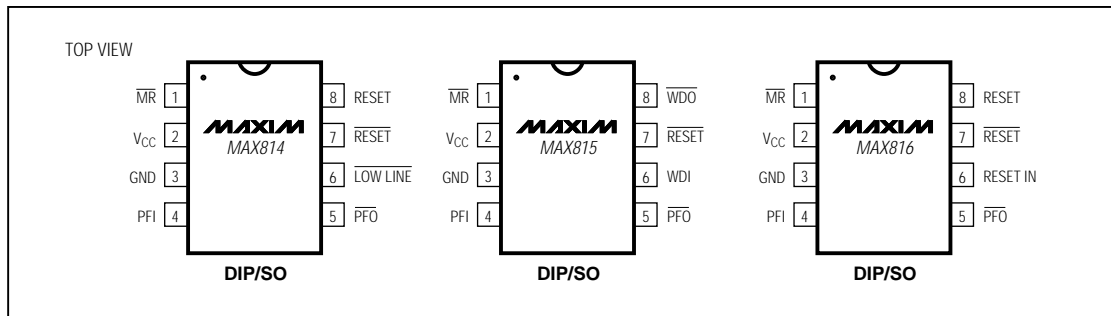 TOP VIEW
MR 1 8 RESET
VCC 2 7 RESET
GND 3 6 LOW LINE
PFI 4 5 PFO
MAXIM
MAX814
DIP/SO
MR 1 8 WDO
VCC 2 7 RESET
GND 3 6 WDI
PFI 4 5 PFO
MAXIM
MAX815
DIP/SO
MR 1 8 RESET
VCC 2 7 RESET
GND 3 6 RESET IN
PFI 4 5 PFO
MAXIM
MAX816
DIP/SO